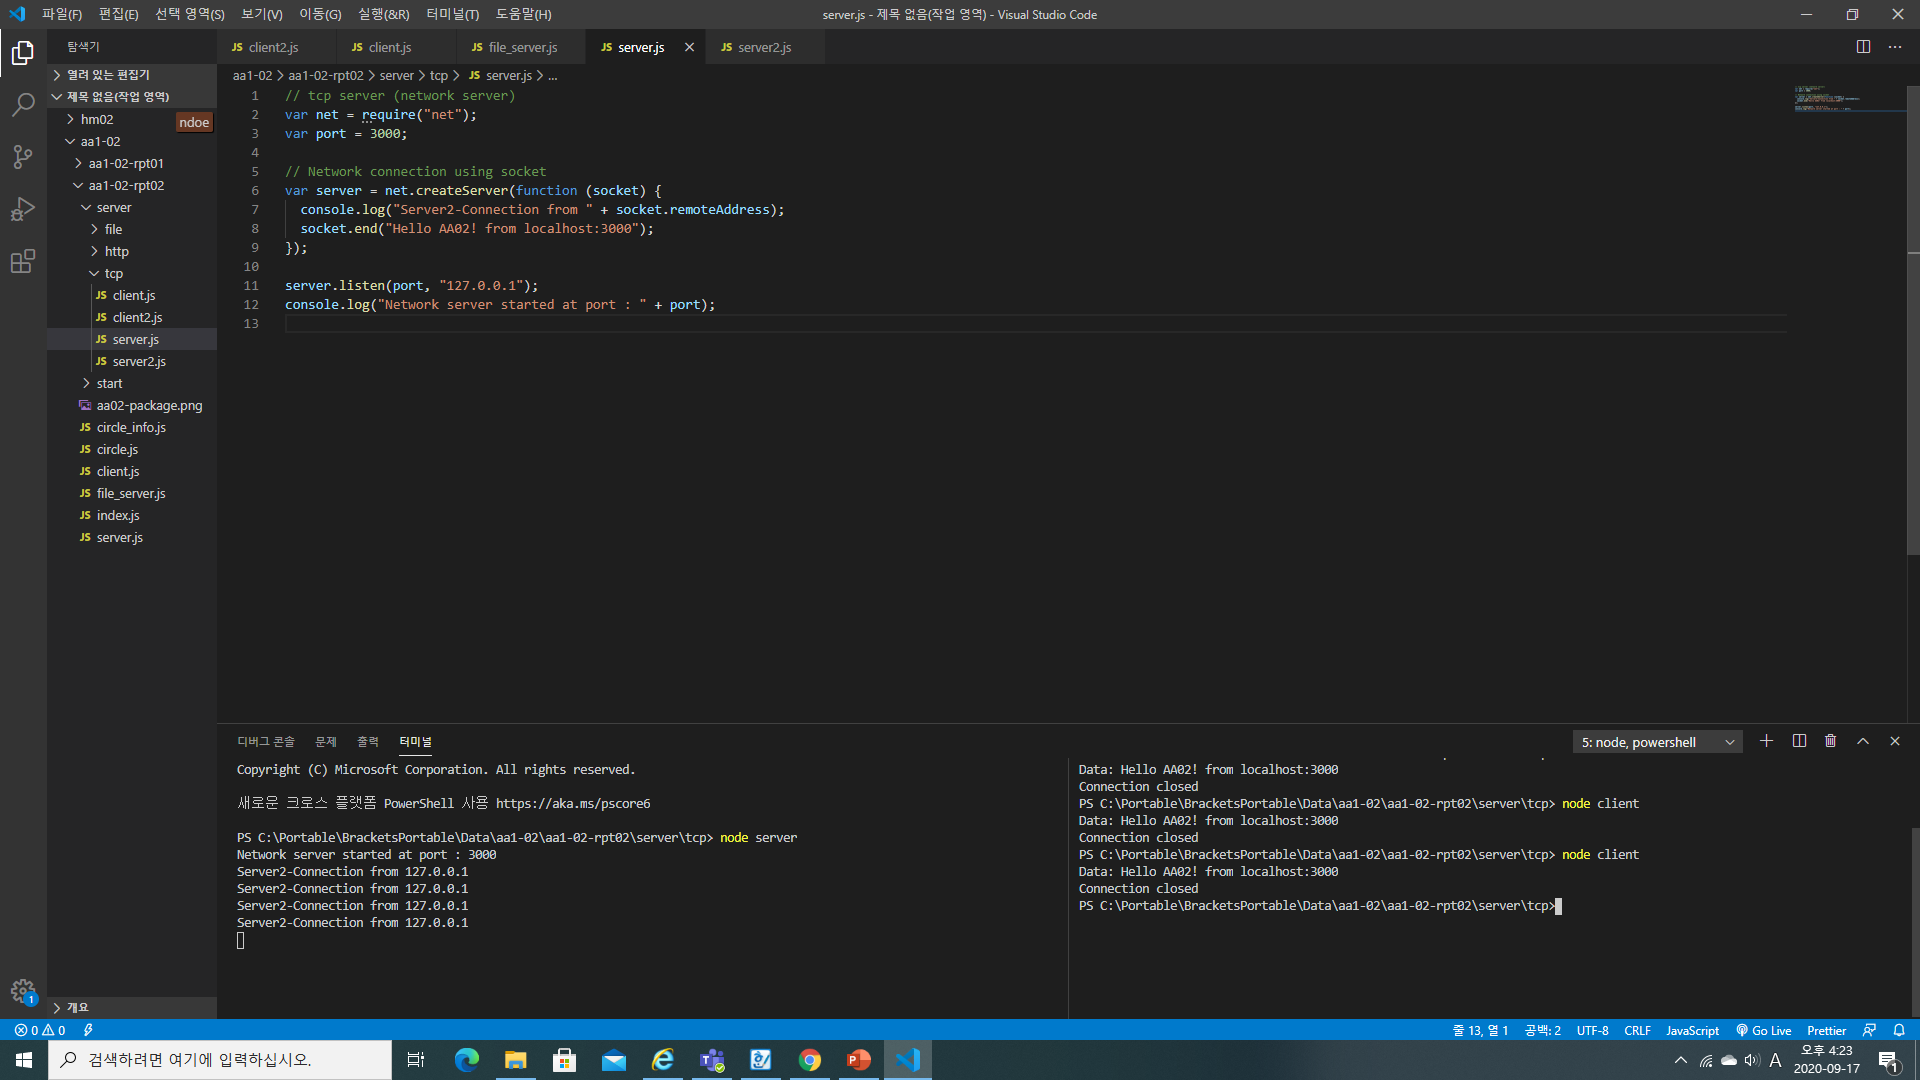 파일(F) 편집(E) 선택 영역(S) 보기(V) 이동(G) 실행(&R) 터미널(T) 도움말(H)
server.js - 제목 없음(작업 영역) - Visual Studio Code
탐색기
client2.js client.js file_server.js server.js server2.js
열려 있는 편집기
제목 없음(작업 영역)
hm02
ndoe
aa1-02
aa1-02-rpt01
aa1-02-rpt02
server
file
http
tcp
JS client.js
JS client2.js
JS server.js
JS server2.js
start
aa02-package.png
JS circle_info.js
JS circle.js
JS client.js
JS file_server.js
JS index.js
JS server.js
개요
aa1-02 > aa1-02-rpt02 > server > tcp > JS server.js > ...
1 // tcp server (network server)
2 var net = require("net");
3 var port = 3000;
4
5 // Network connection using socket
6 var server = net.createServer(function (socket) {
7 console.log("Server2-Connection from " + socket.remoteAddress);
8 socket.end("Hello AA02! from localhost:3000");
9 });
10
11 server.listen(port, "127.0.0.1");
12 console.log("Network server started at port : " + port);
13
디버그 콘솔 문제 출력 터미널
5: node, powershell
Copyright (C) Microsoft Corporation. All rights reserved.
새로운 크로스 플랫폼 PowerShell 사용 https://aka.ms/pscore6
PS C:\Portable\BracketsPortable\Data\aa1-02\aa1-02-rpt02\server\tcp> node server
Network server started at port : 3000
Server2-Connection from 127.0.0.1
Server2-Connection from 127.0.0.1
Server2-Connection from 127.0.0.1
Server2-Connection from 127.0.0.1
Data: Hello AA02! from localhost:3000
Connection closed
PS C:\Portable\BracketsPortable\Data\aa1-02\aa1-02-rpt02\server\tcp> node client
Data: Hello AA02! from localhost:3000
Connection closed
PS C:\Portable\BracketsPortable\Data\aa1-02\aa1-02-rpt02\server\tcp> node client
Data: Hello AA02! from localhost:3000
Connection closed
PS C:\Portable\BracketsPortable\Data\aa1-02\aa1-02-rpt02\server\tcp>
1
0 0
줄 13, 열 1 공백: 2 UTF-8 CRLF JavaScript Go Live Prettier
검색하려면 여기에 입력하십시오.
A
오후 4:23
2020-09-17
1